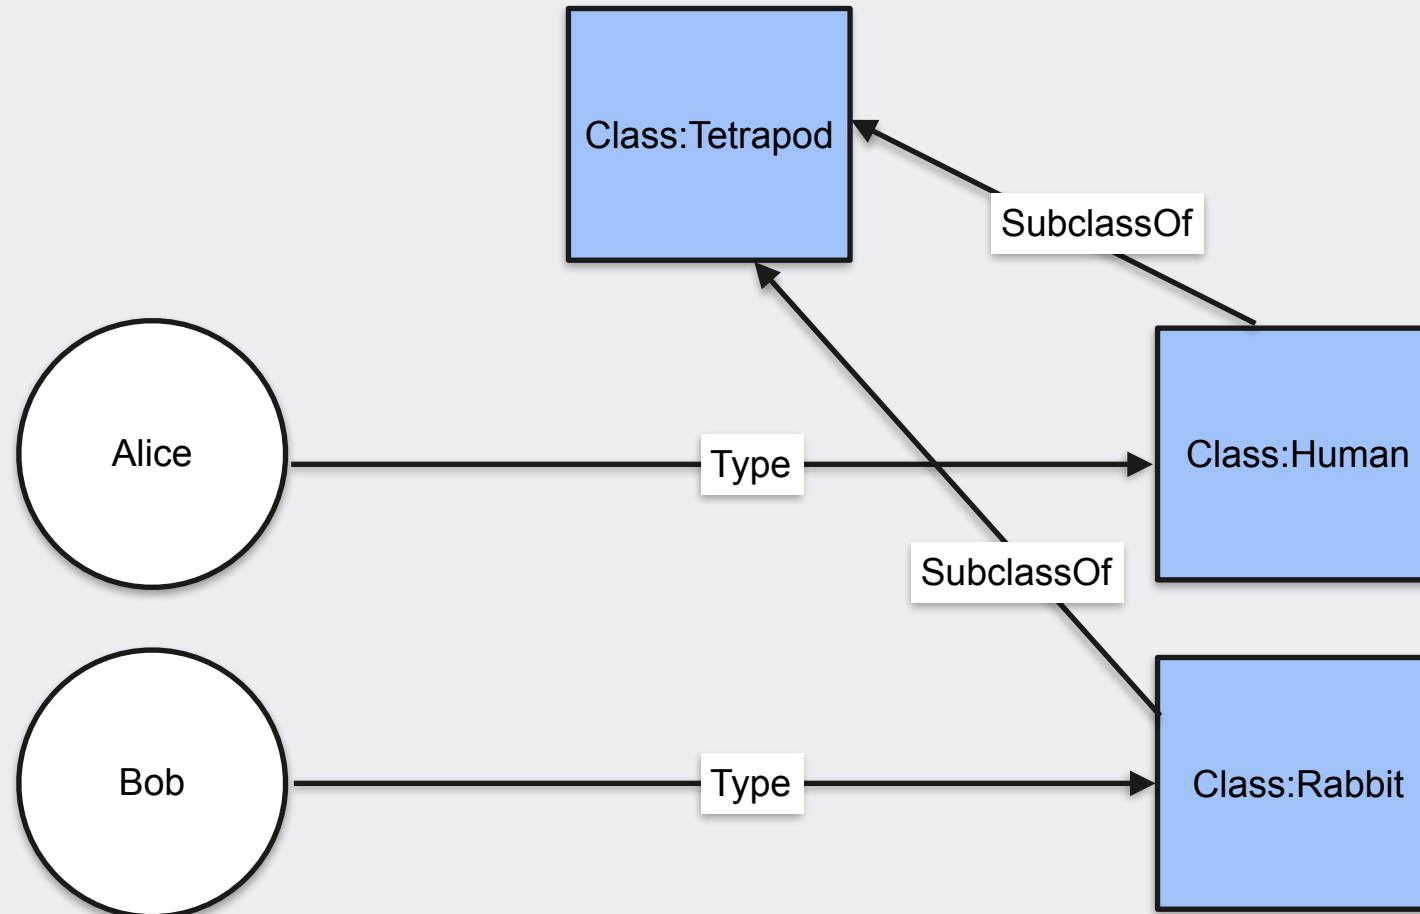 Class:Tetrapod
SubclassOf
Alice
Type
Class:Human
SubclassOf
Bob
Type
Class:Rabbit